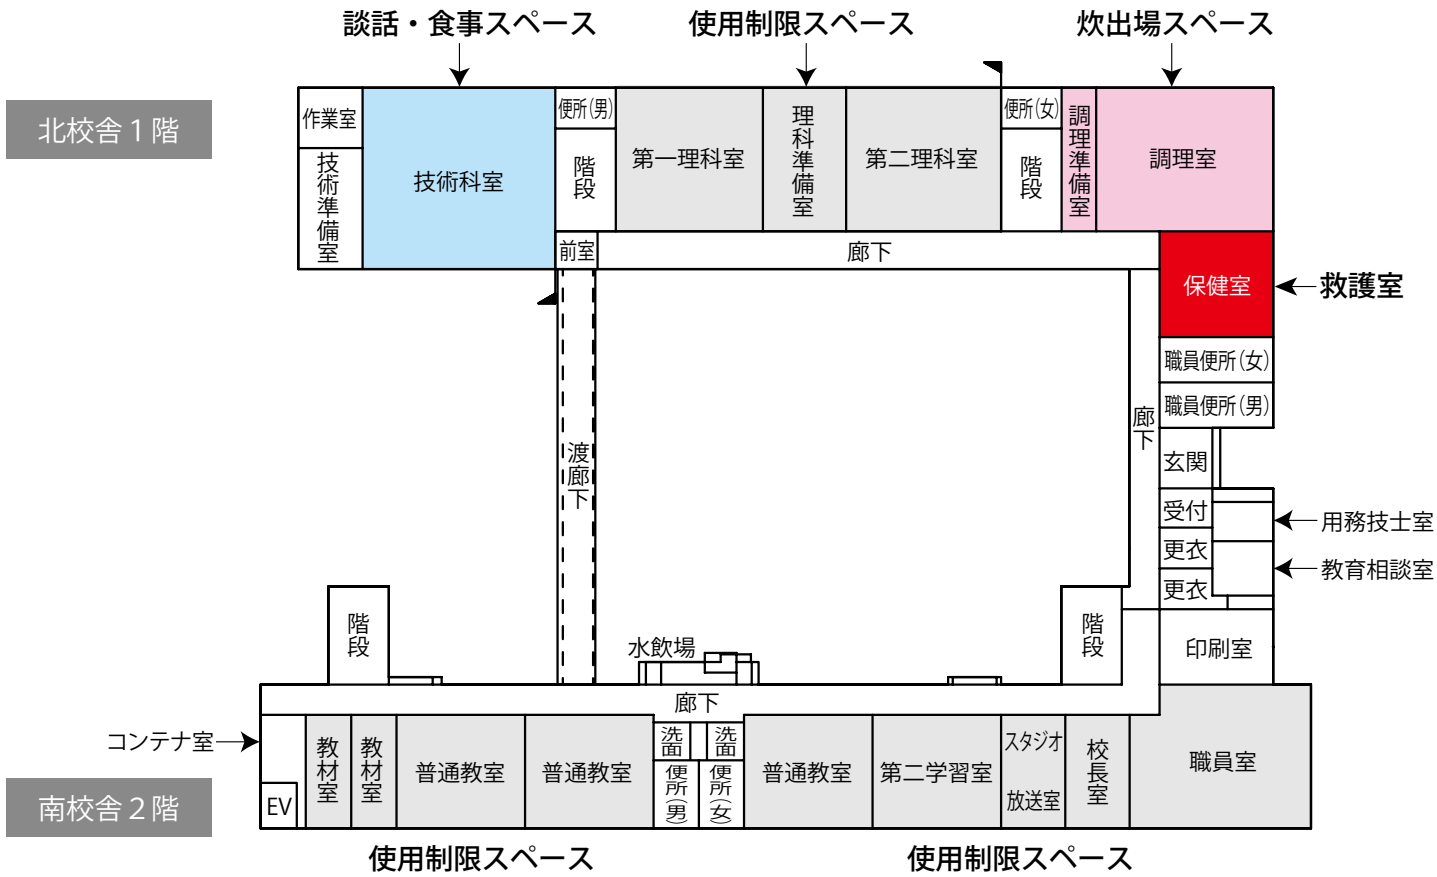 談話・食事スペース
使用制限スペース
炊出場スペース
北校舎１階
作業室
技術準備室
技術科室
便所(男)
階段
第一理科室
理科準備室
第二理科室
便所(女)
階段
調理準備室
調理室
前室
廊下
保健室
救護室
職員便所(女)
職員便所(男)
廊下
渡廊下
玄関
受付
用務技士室
更衣
教育相談室
更衣
階段
水飲場
階段
印刷室
廊下
コンテナ室
教材室
教材室
普通教室
普通教室
洗面
洗面
便所(男)
便所(女)
普通教室
第二学習室
スタジオ
放送室
校長室
職員室
EV
南校舎２階
使用制限スペース
使用制限スペース